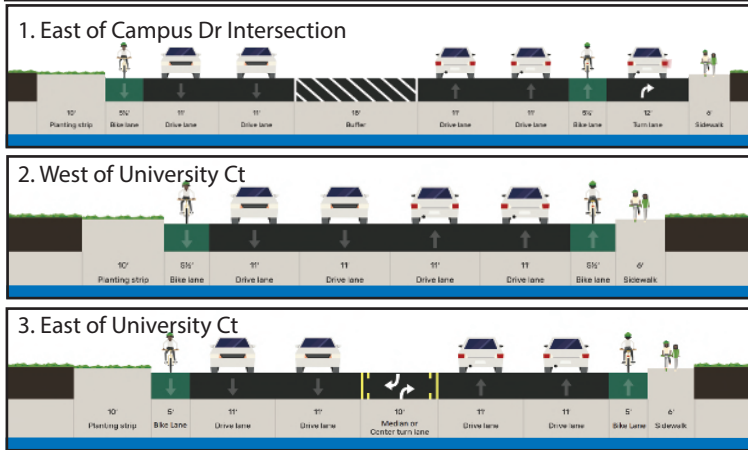 1. East of Campus Dr Intersection
10' 5½' 11' 11' 11' 11' 5½' 12' 6'
Planting strip Bike lane Drive lane Drive lane Buffer Drive lane Drive lane Bike lane Turn lane Sidewalk
2. West of University Ct
10' 5½' 11' 11' 11' 11' 5½' 6'
Planting strip Bike lane Drive lane Drive lane Drive lane Drive lane Bike lane Sidewalk
3. East of University Ct
10' 5' 11' 11' 10' 11' 11' 5' 6'
Planting strip Bike Lane Drive lane Drive lane Median or Drive lane Drive lane Bike Lane Sidewalk
Center turn lane